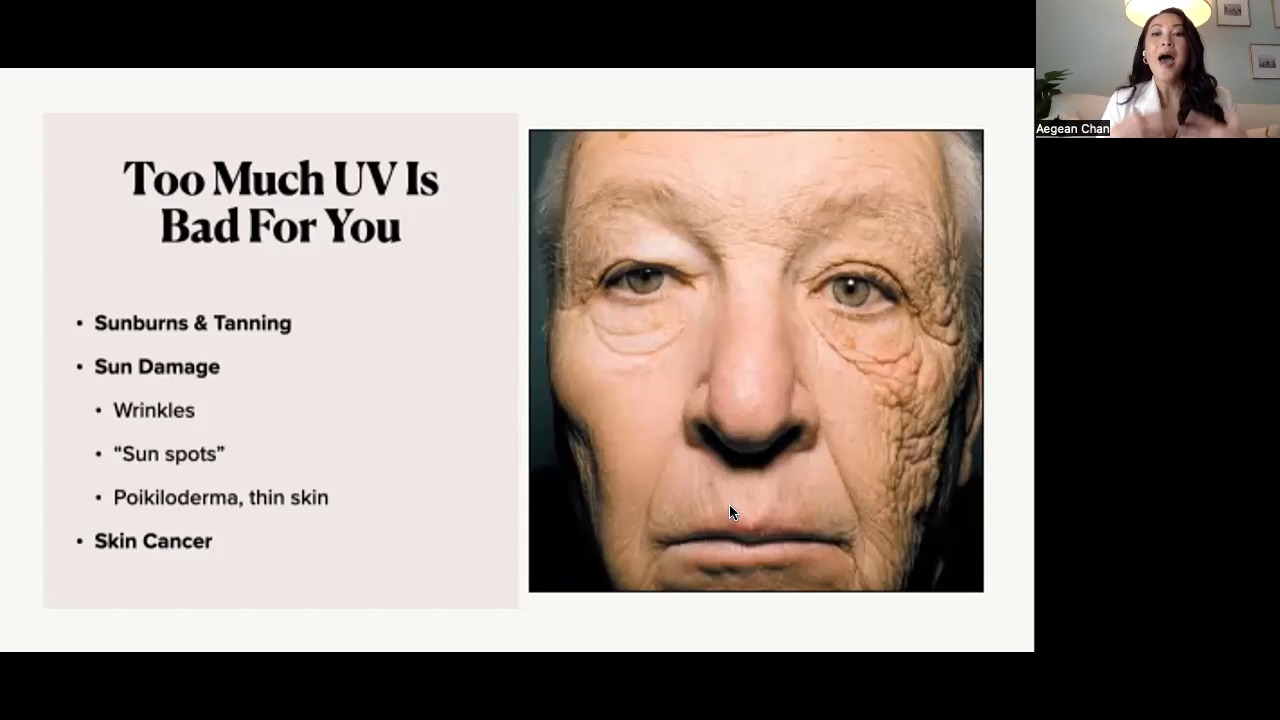 Too Much UV Is
Bad For You
• Sunburns & Tanning
• Sun Damage
• Wrinkles
• “Sun spots”
• Poikiloderma, thin skin
• Skin Cancer
Aegean Chan